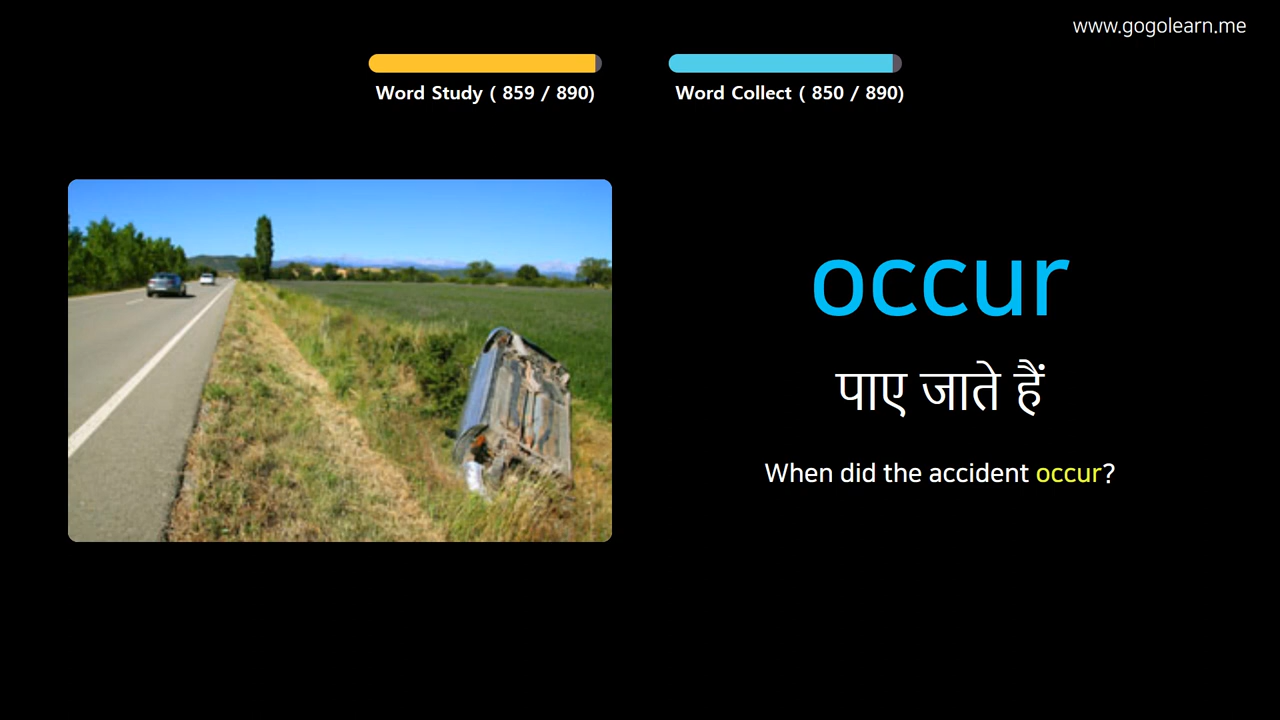 www.gogolearn.me
Word Study ( 859 / 890)
Word Collect ( 850 / 890)
occur
पाए जाते हैं
When did the accident occur?